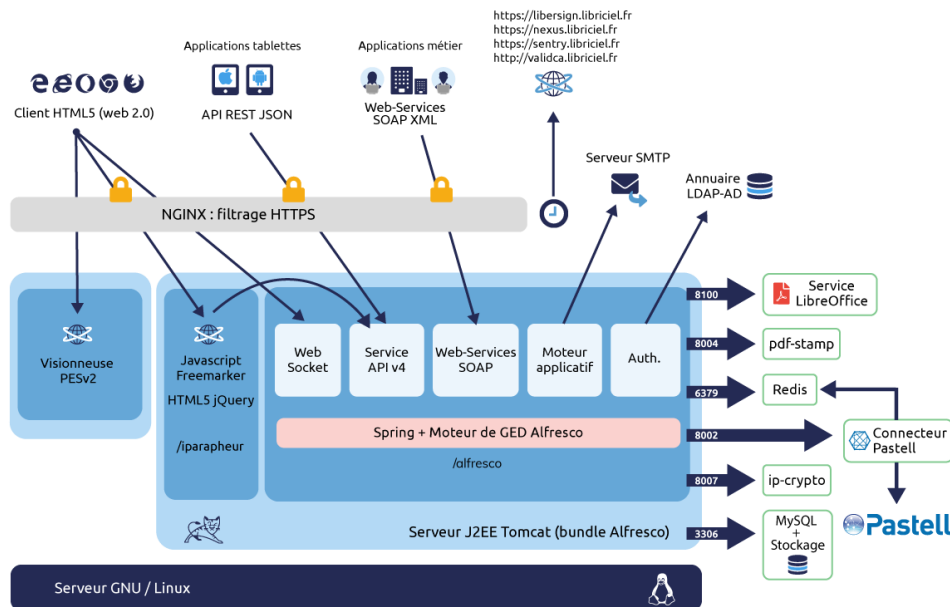 https://libersign.libriciel.fr
https://nexus.libriciel.fr
https://sentry.libriciel.fr
http://validca.libriciel.fr
Applications tablettes
Applications métier
Client HTML5 (web 2.0)
API REST JSON
Web-Services
SOAP XML
Serveur SMTP
Annuaire
LDAP-AD
NGINX : filtrage HTTPS
Visionneuse
PESv2
Javascript
Freemarker
HTML5 jQuery
/iparapheur
Web
Socket
Service
API v4
Web-Services
SOAP
Moteur
applicatif
Auth.
Spring + Moteur de GED Alfresco
/alfresco
Serveur J2EE Tomcat (bundle Alfresco)
8100
Service
LibreOffice
8004
pdf-stamp
6379
Redis
8002
Connecteur
Pastell
8007
ip-crypto
3306
MySQL
+
Stockage
Pastell
Serveur GNU / Linux